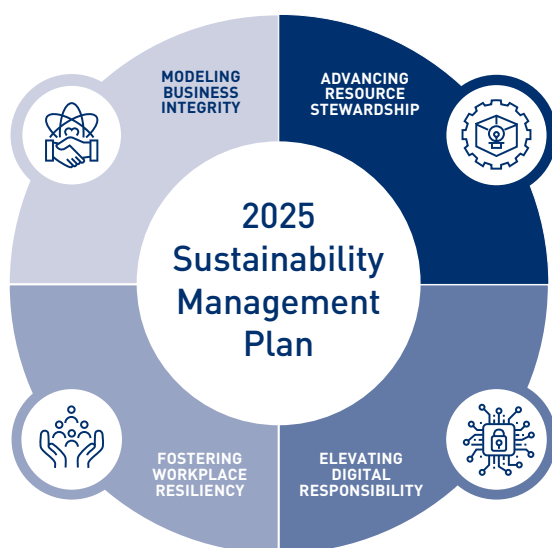 MODELING
BUSINESS
INTEGRITY
ADVANCING
RESOURCE
STEWARDSHIP
2025
Sustainability
Management
Plan
FOSTERING
WORKPLACE
RESILIENCY
ELEVATING
DIGITAL
RESPONSIBILITY